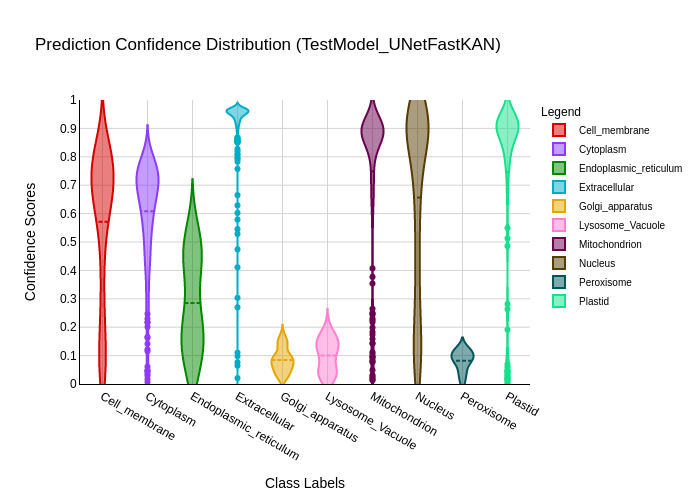 Prediction Confidence Distribution (TestModel_UNetFastKAN)
Legend
Cell_membrane
Cytoplasm
Endoplasmic_reticulum
Extracellular
Golgi_apparatus
Lysosome_Vacuole
Mitochondrion
Nucleus
Peroxisome
Plastid
Confidence Scores
1
0.9
0.8
0.7
0.6
0.5
0.4
0.3
0.2
0.1
0
Cell_membrane
Cytoplasm
Endoplasmic_reticulum
Extracellular
Golgi_apparatus
Lysosome_Vacuole
Mitochondrion
Nucleus
Peroxisome
Plastid
Class Labels